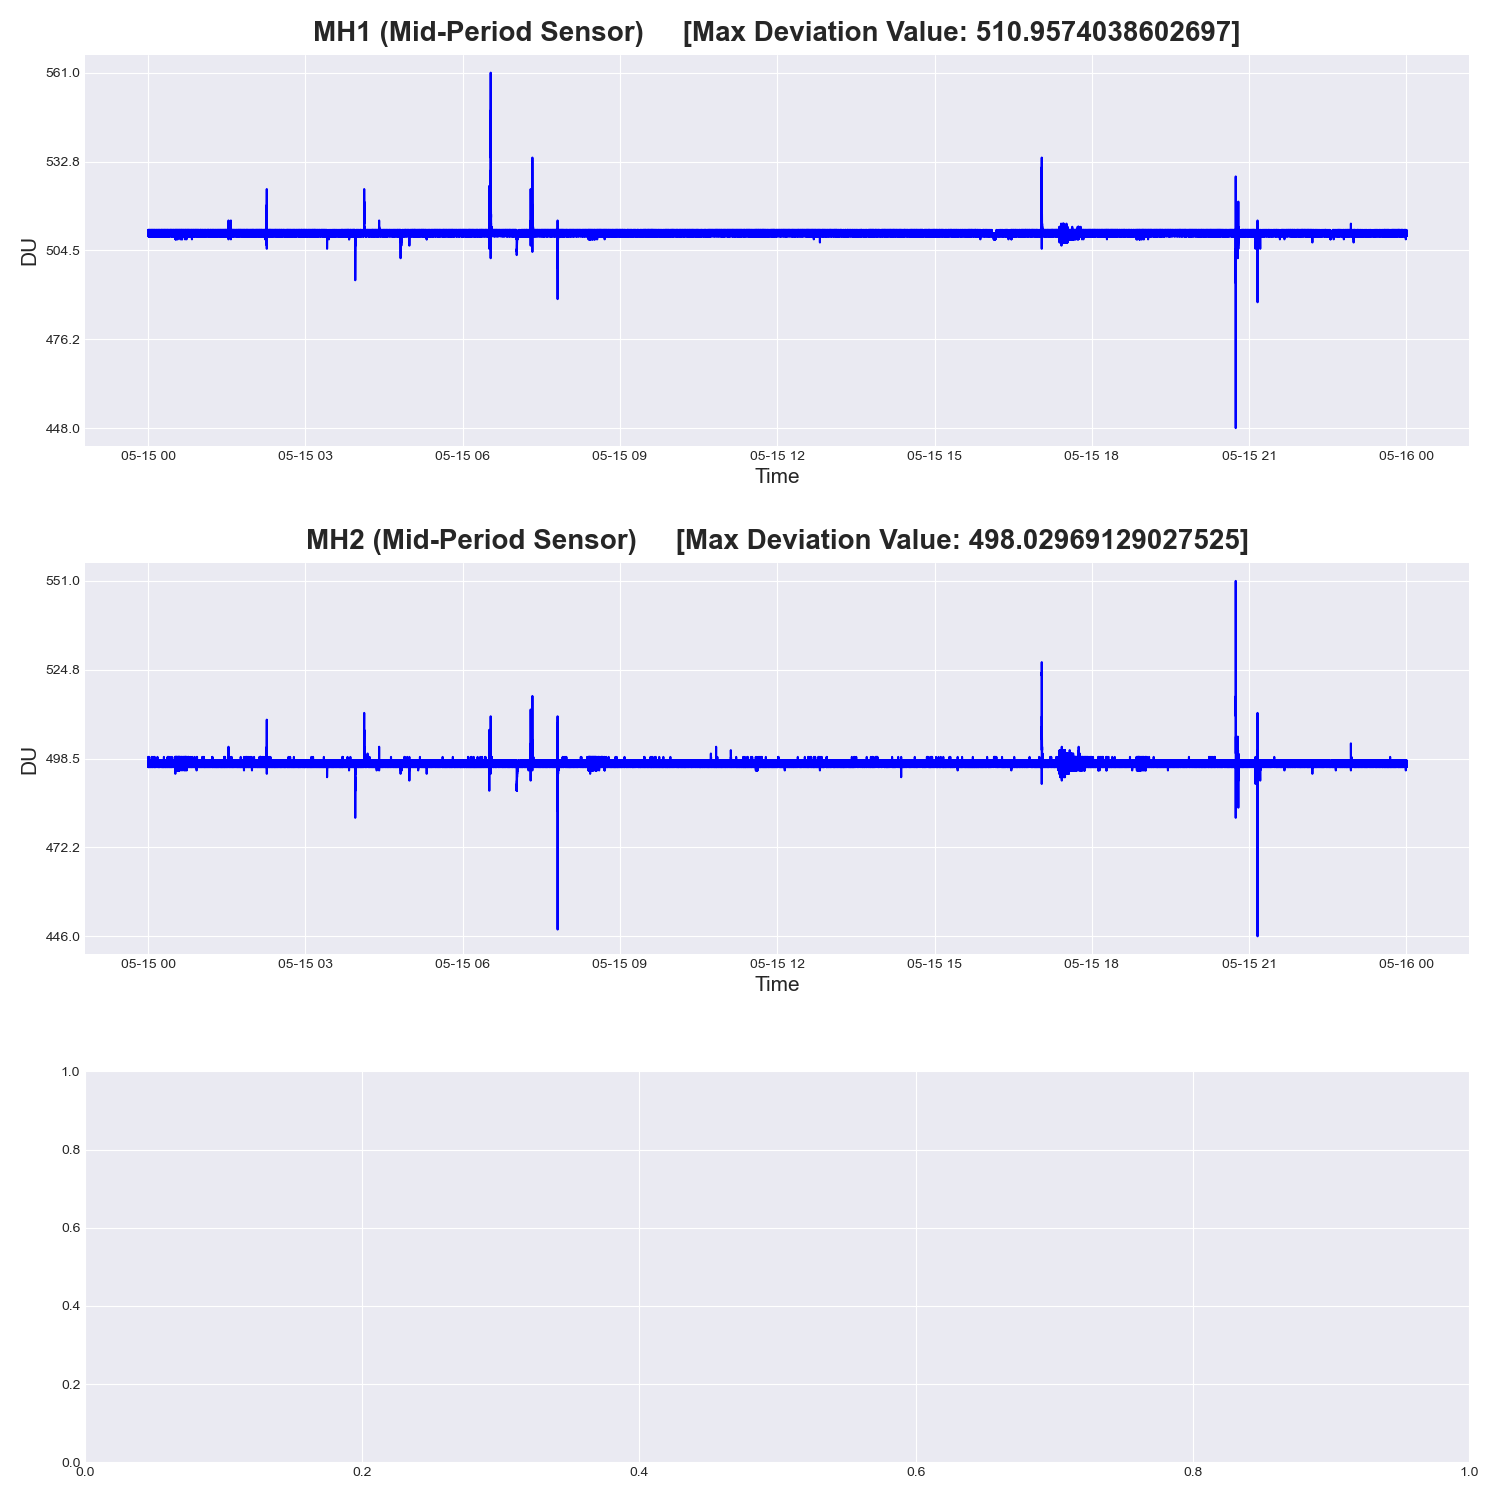 MH1 (Mid-Period Sensor) [Max Deviation Value: 510.9574038602697]
561.0
532.8
504.5
476.2
448.0
DU
05-15 00 05-15 03 05-15 06 05-15 09 05-15 12 05-15 15 05-15 18 05-15 21 05-16 00
Time
MH2 (Mid-Period Sensor) [Max Deviation Value: 498.02969129027525]
551.0
524.8
498.5
472.2
446.0
DU
05-15 00 05-15 03 05-15 06 05-15 09 05-15 12 05-15 15 05-15 18 05-15 21 05-16 00
Time
1.0
0.8
0.6
0.4
0.2
0.0
0.0 0.2 0.4 0.6 0.8 1.0